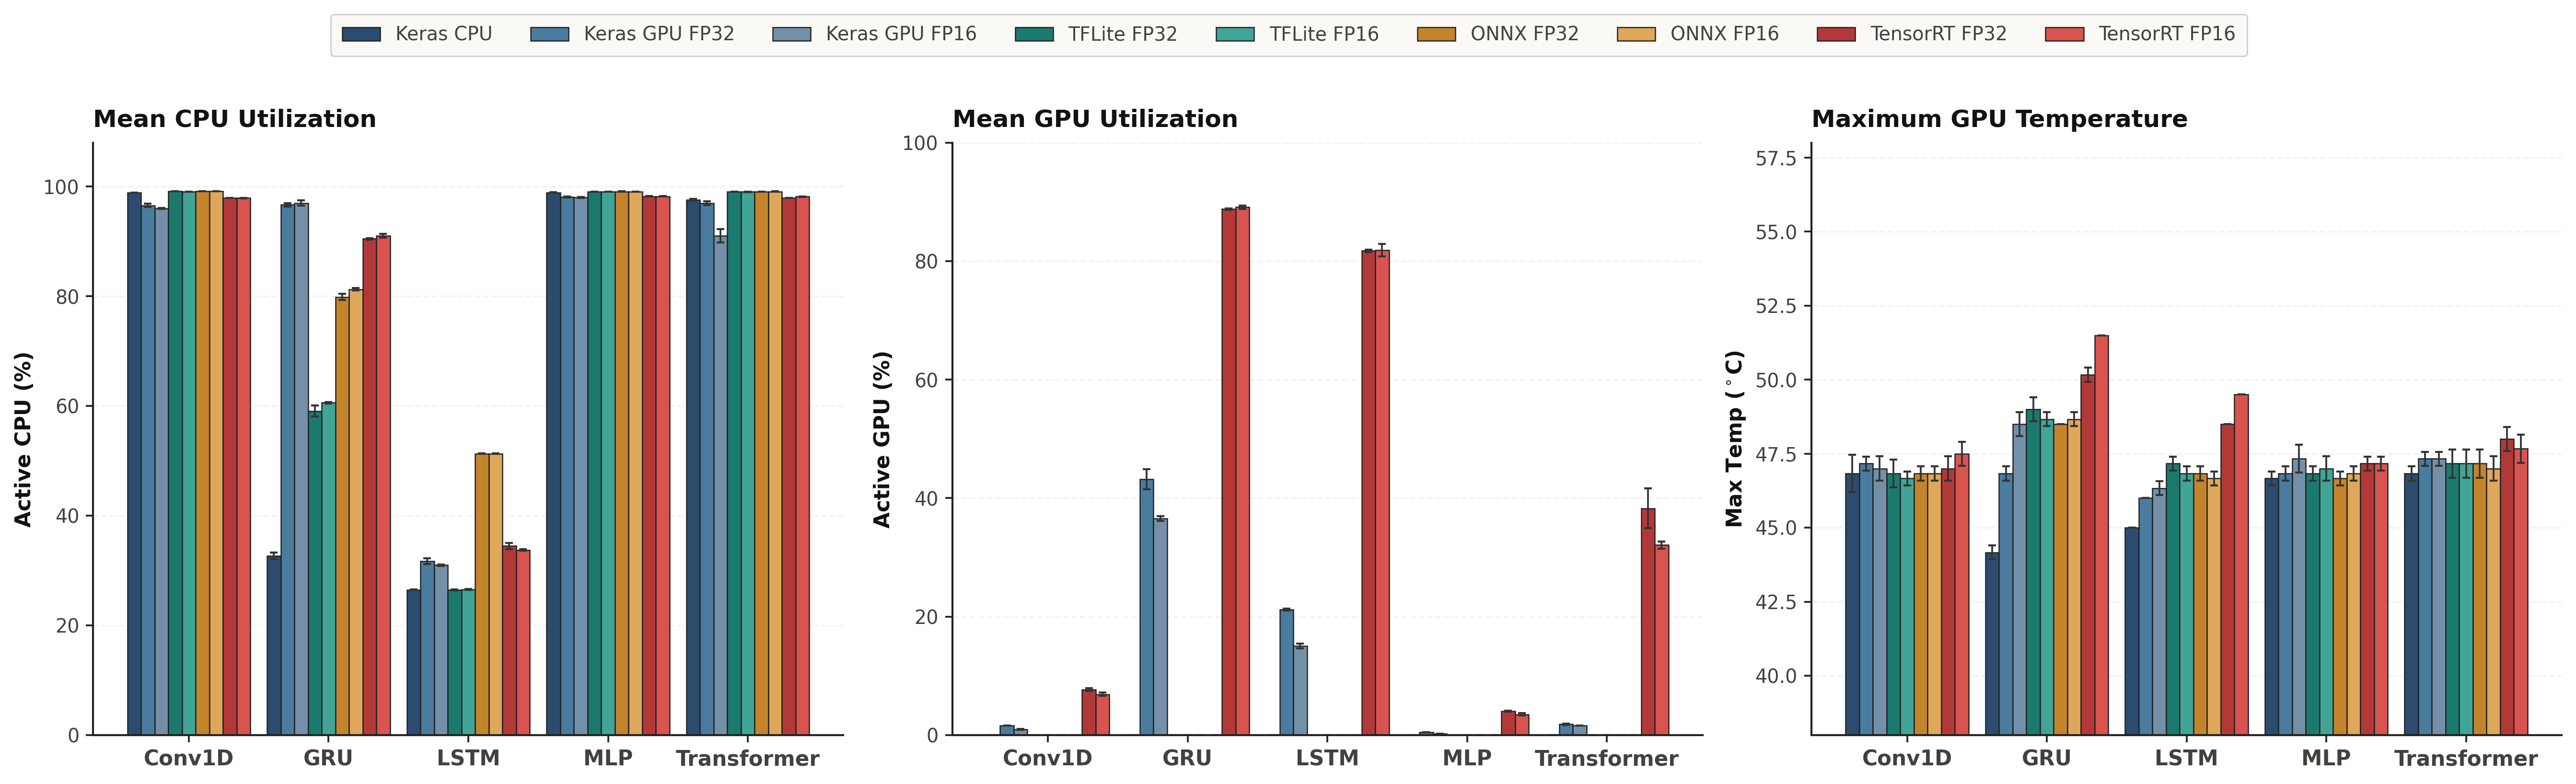 Keras CPU Keras GPU FP32 Keras GPU FP16 TFLite FP32 TFLite FP16 ONNX FP32 ONNX FP16 TensorRT FP32 TensorRT FP16
Mean CPU Utilization
Active CPU (%)
100
80
60
40
20
0
Conv1D GRU LSTM MLP Transformer
Mean GPU Utilization
Active GPU (%)
100
80
60
40
20
0
Conv1D GRU LSTM MLP Transformer
Maximum GPU Temperature
Max Temp (°C)
57.5
55.0
52.5
50.0
47.5
45.0
42.5
40.0
Conv1D GRU LSTM MLP Transformer